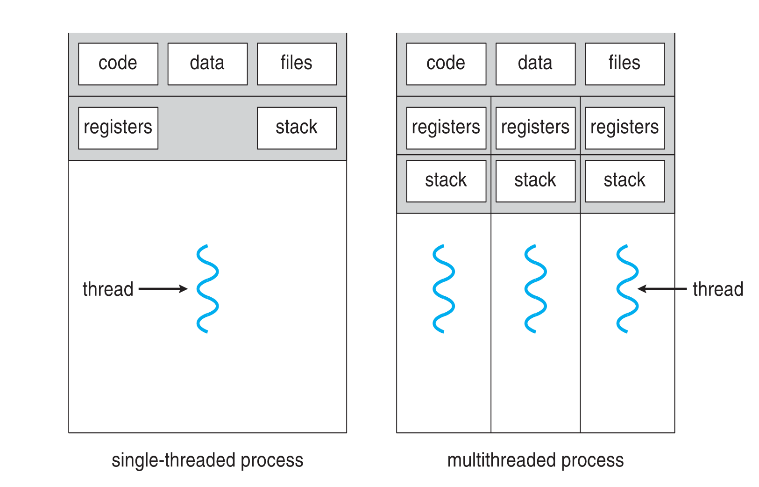 code data files code data files
registers stack registers registers registers
stack stack stack
thread thread
single-threaded process multithreaded process